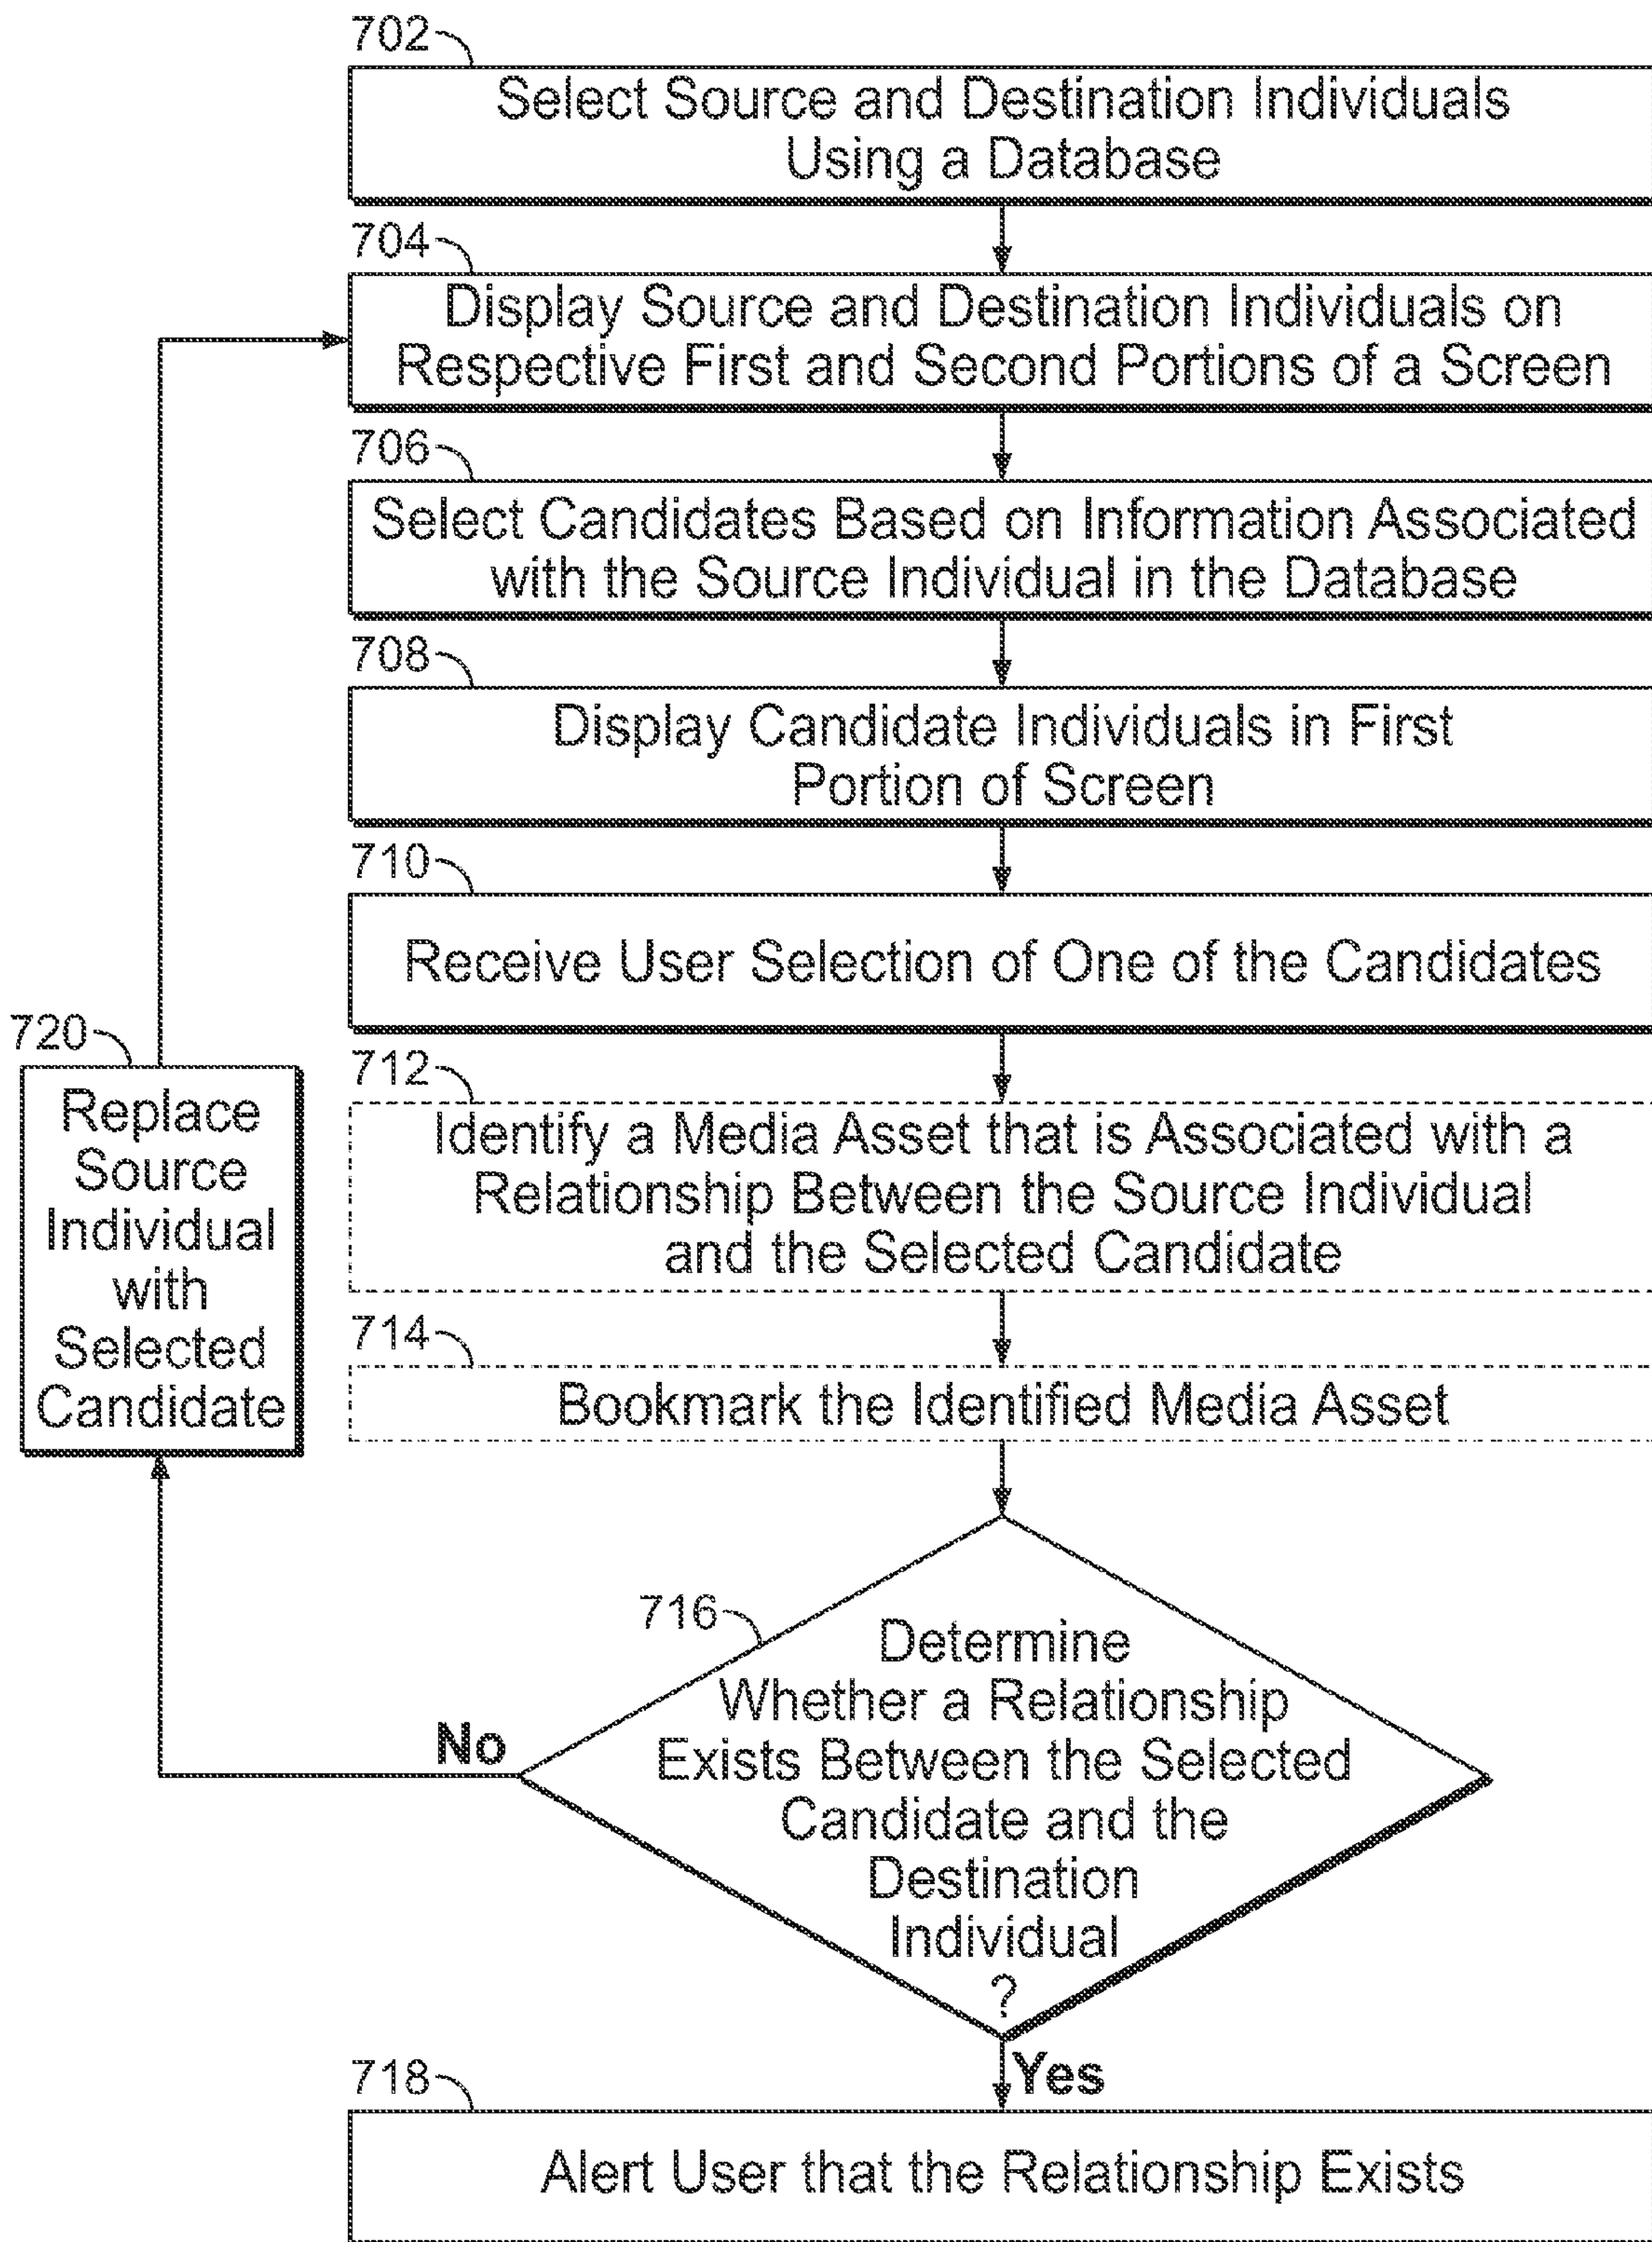 702
Select Source and Destination Individuals
Using a Database
704
Display Source and Destination Individuals on
Respective First and Second Portions of a Screen
706
Select Candidates Based on Information Associated
with the Source Individual in the Database
708
Display Candidate Individuals in First
Portion of Screen
710
Receive User Selection of One of the Candidates
712
Identify a Media Asset that is Associated with a
Relationship Between the Source Individual
and the Selected Candidate
714
Bookmark the Identified Media Asset
716
Determine
Whether a Relationship
Exists Between the Selected
Candidate and the
Destination
Individual
?
No
Yes
718
Alert User that the Relationship Exists
720
Replace
Source
Individual
with
Selected
Candidate